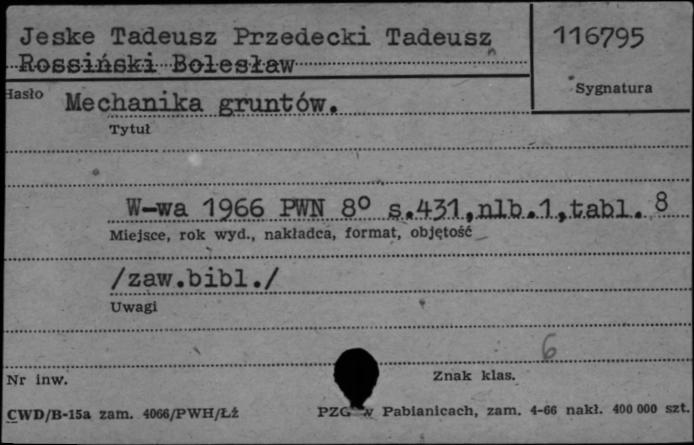 Jeske Tadeusz Przedecki Tadeusz
Rossiński Bolesław
116795
Sygnatura
Hasło
Mechanika gruntów.
Tytuł
W-wa 1966 PWN 8° s.431,nlb.1,tabl. 8
Miejsce, rok wyd., nakładca, format, objętość
/zaw.bibl./
Uwagi
6
Nr inw.
Znak klas.
CWD/B-15a zam. 4066/PWH/Łż
PZG w Pabianicach, zam. 4-66 nakł. 400 000 szt.